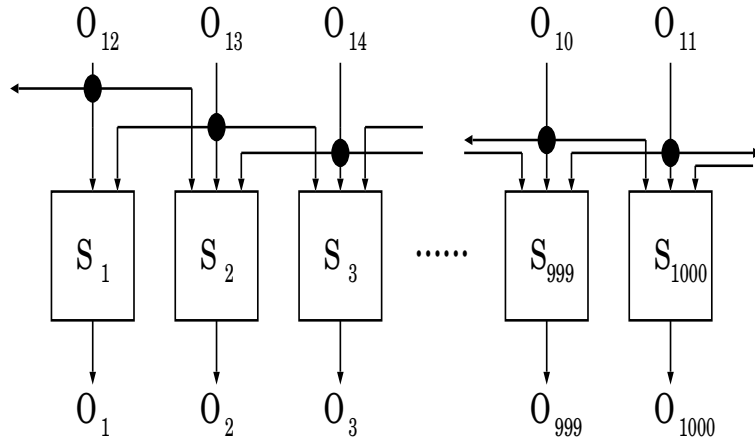 O12 O13 O14 O10 O11
S1 S2 S3 ...... S999 S1000
O1 O2 O3 O999 O1000